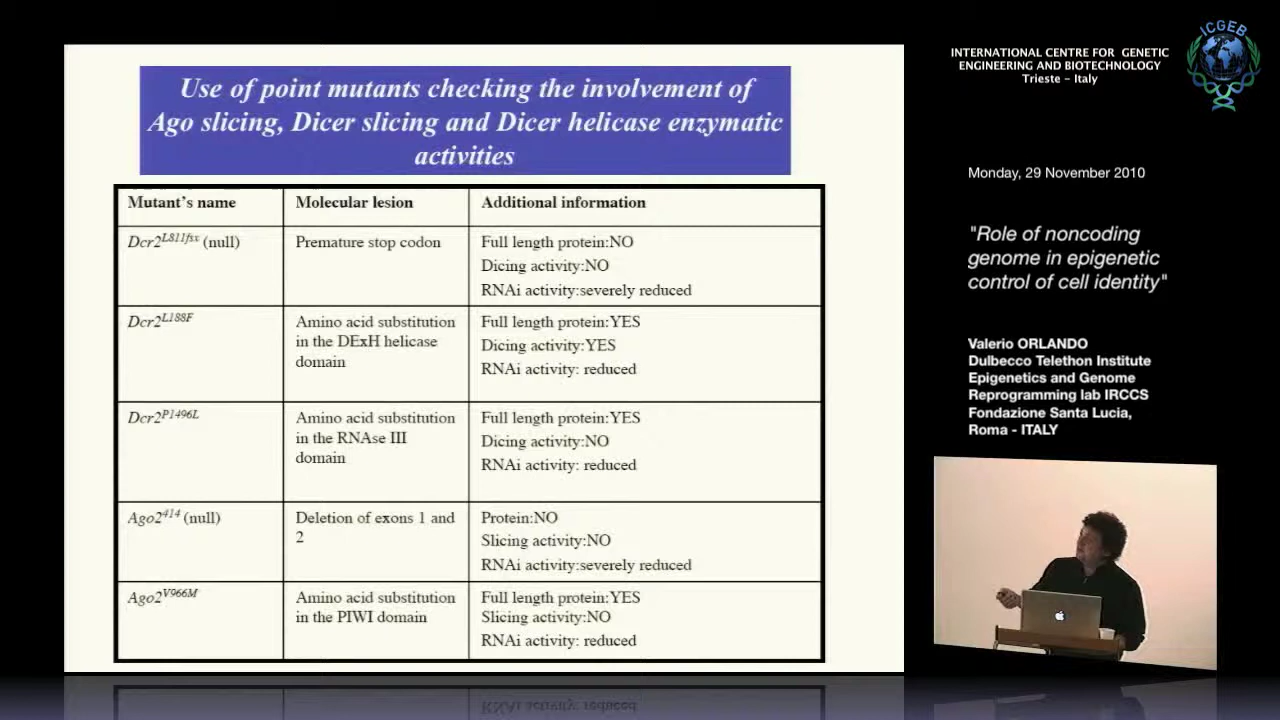 Use of point mutants checking the involvement of
Ago slicing, Dicer slicing and Dicer helicase enzymatic
activities
Mutant's name
Molecular lesion
Additional information
Dcr2L811fsx (null)
Premature stop codon
Full length protein:NO
Dicing activity:NO
RNAi activity:severely reduced
Dcr2L188F
Amino acid substitution
in the DExH helicase
domain
Full length protein:YES
Dicing activity:YES
RNAi activity: reduced
Dcr2P1496L
Amino acid substitution
in the RNAse III
domain
Full length protein:YES
Dicing activity:NO
RNAi activity: reduced
Ago2414 (null)
Deletion of exons 1 and
2
Protein:NO
Slicing activity:NO
RNAi activity:severely reduced
Ago2V966M
Amino acid substitution
in the PIWI domain
Full length protein:YES
Slicing activity:NO
RNAi activity: reduced
INTERNATIONAL CENTRE FOR GENETIC
ENGINEERING AND BIOTECHNOLOGY
Trieste – Italy
ICGEB
Monday, 29 November 2010
"Role of noncoding
genome in epigenetic
control of cell identity"
Valerio ORLANDO
Dulbecco Telethon Institute
Epigenetics and Genome
Reprogramming lab IRCCS
Fondazione Santa Lucia,
Roma - ITALY